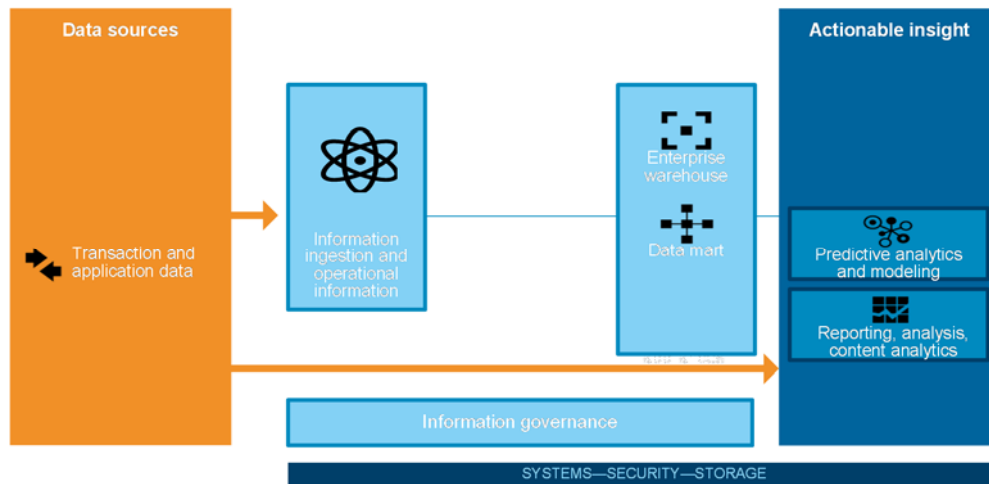 Data sources
Transaction and
application data
Information
ingestion and
operational
information
Enterprise
warehouse
Data mart
Actionable insight
Predictive analytics
and modeling
Reporting, analysis,
content analytics
Information governance
SYSTEMS—SECURITY—STORAGE